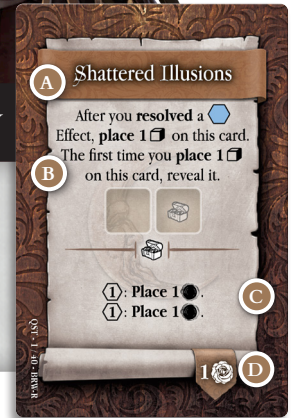 A
Shattered Illusions
After you resolved a
Effect, place 1 on this card.
The first time you place 1
on this card, reveal it.
B
1: Place 1.
1: Place 1.
C
1
D
QST · 1 · 40 · BRW-R